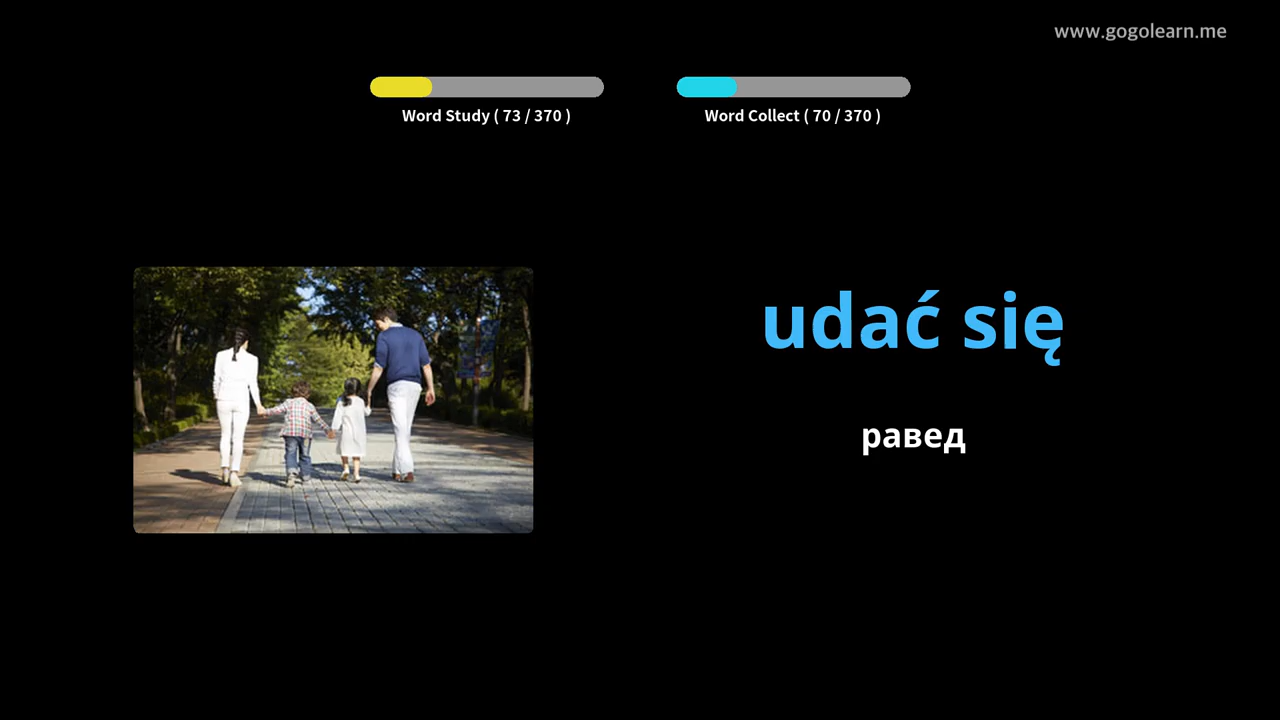 www.gogolearn.me
Word Study ( 73 / 370 )
Word Collect ( 70 / 370 )
udać się
равед